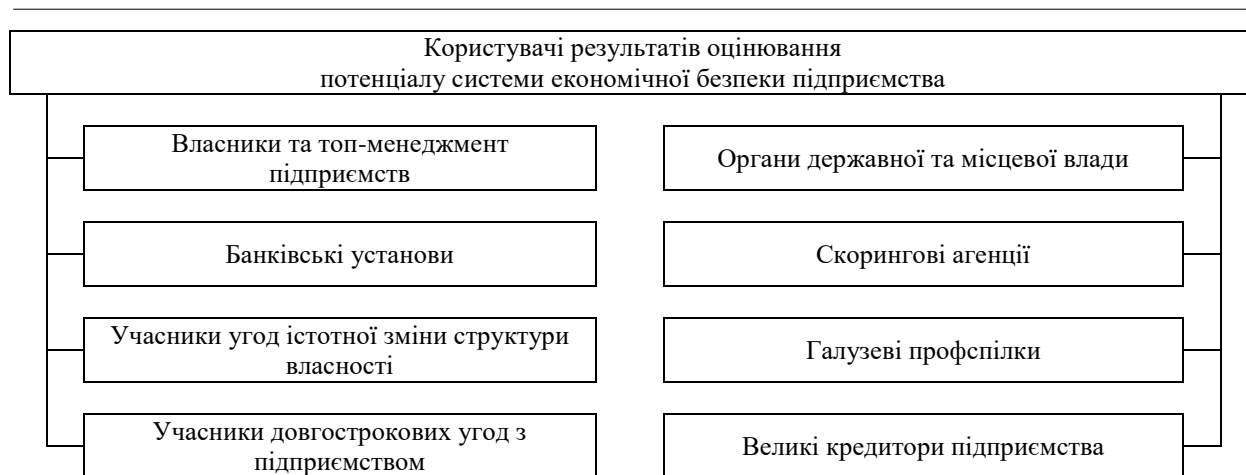 Користувачі результатів оцінювання
потенціалу системи економічної безпеки підприємства
Власники та топ-менеджмент
підприємств
Органи державної та місцевої влади
Банківські установи
Скорингові агенції
Учасники угод істотної зміни структури
власності
Галузеві профспілки
Учасники довгострокових угод з
підприємством
Великі кредитори підприємства